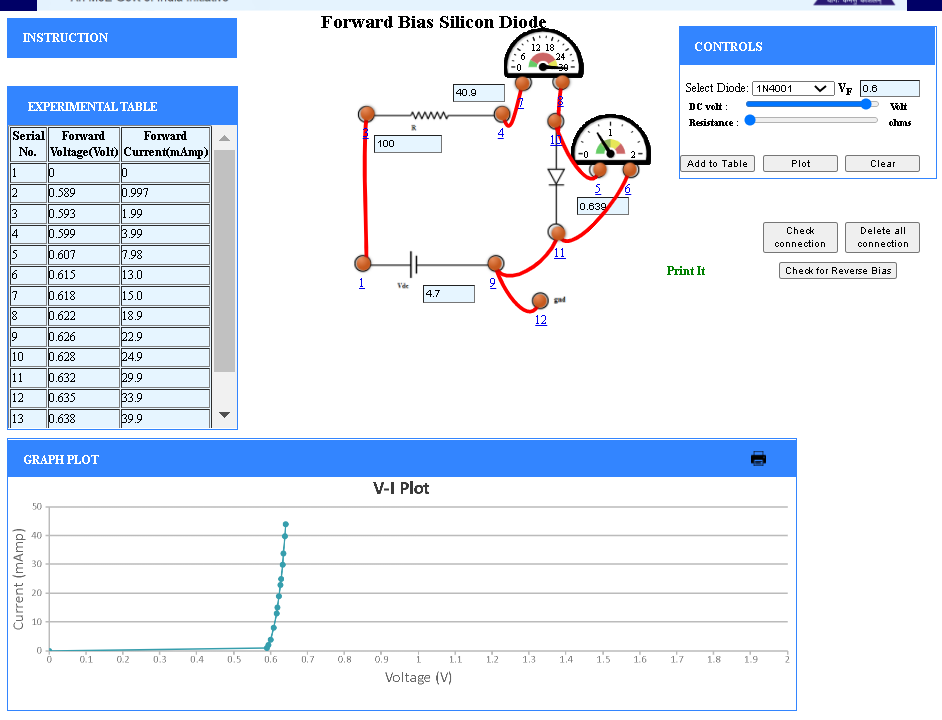 INSTRUCTION
EXPERIMENTAL TABLE
Serial No. Forward Voltage(Volt) Forward Current(mAmp)
1 0 0
2 0.589 0.997
3 0.593 1.99
4 0.599 3.99
5 0.607 7.98
6 0.615 13.0
7 0.618 15.0
8 0.622 18.9
9 0.626 22.9
10 0.628 24.9
11 0.632 29.9
12 0.635 33.9
13 0.638 39.9
Forward Bias Silicon Diode
0 6 12 18 24 30
40.9
7 8
3 R 4
100
10
0 1 2
5 6
0.639
11
1 Vdc 9
4.7
gnd
12
CONTROLS
Select Diode: 1N4001 VF 0.6
DC volt : Volt
Resistance : ohms
Add to Table Plot Clear
Check connection Delete all connection
Print It Check for Reverse Bias
GRAPH PLOT
V-I Plot
Current (mAmp)
50
40
30
20
10
0
0 0.1 0.2 0.3 0.4 0.5 0.6 0.7 0.8 0.9 1 1.1 1.2 1.3 1.4 1.5 1.6 1.7 1.8 1.9 2
Voltage (V)